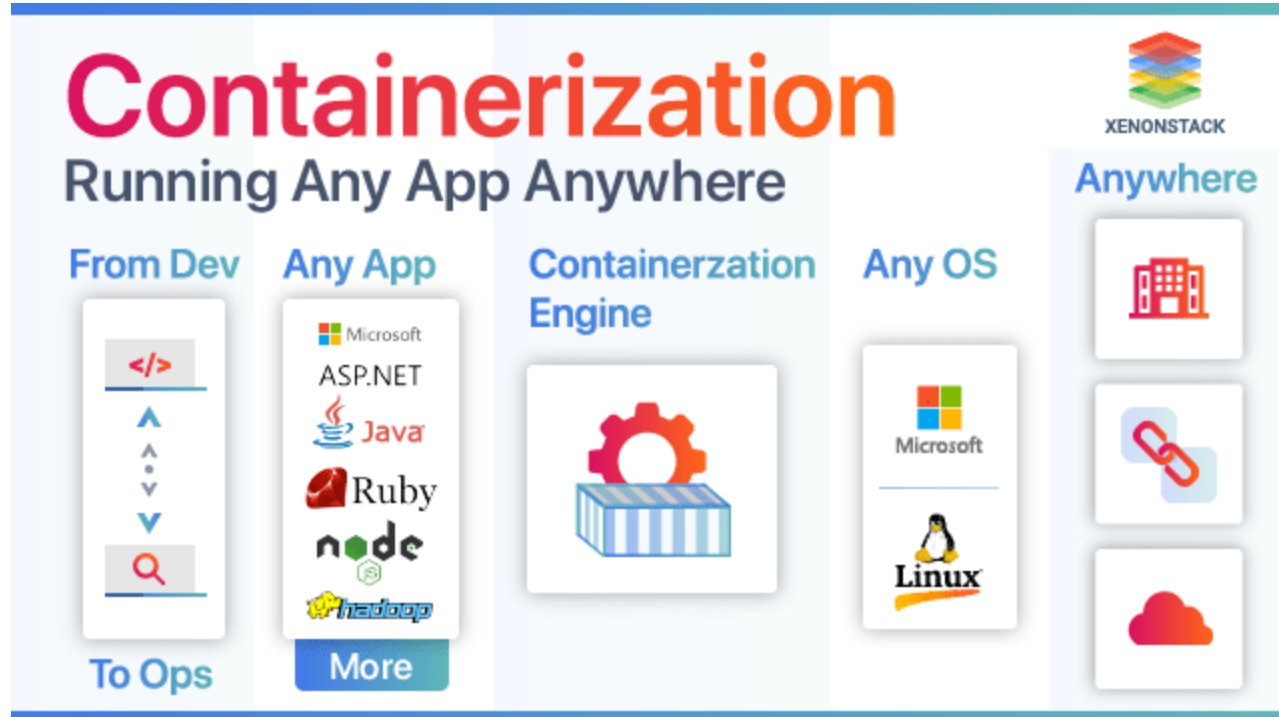 Containerization
Running Any App Anywhere
XENONSTACK
From Dev
</>
To Ops
Any App
Microsoft
ASP.NET
Java
Ruby
node
JS
hadoop
More
Containerzation
Engine
Any OS
Microsoft
Linux
Anywhere